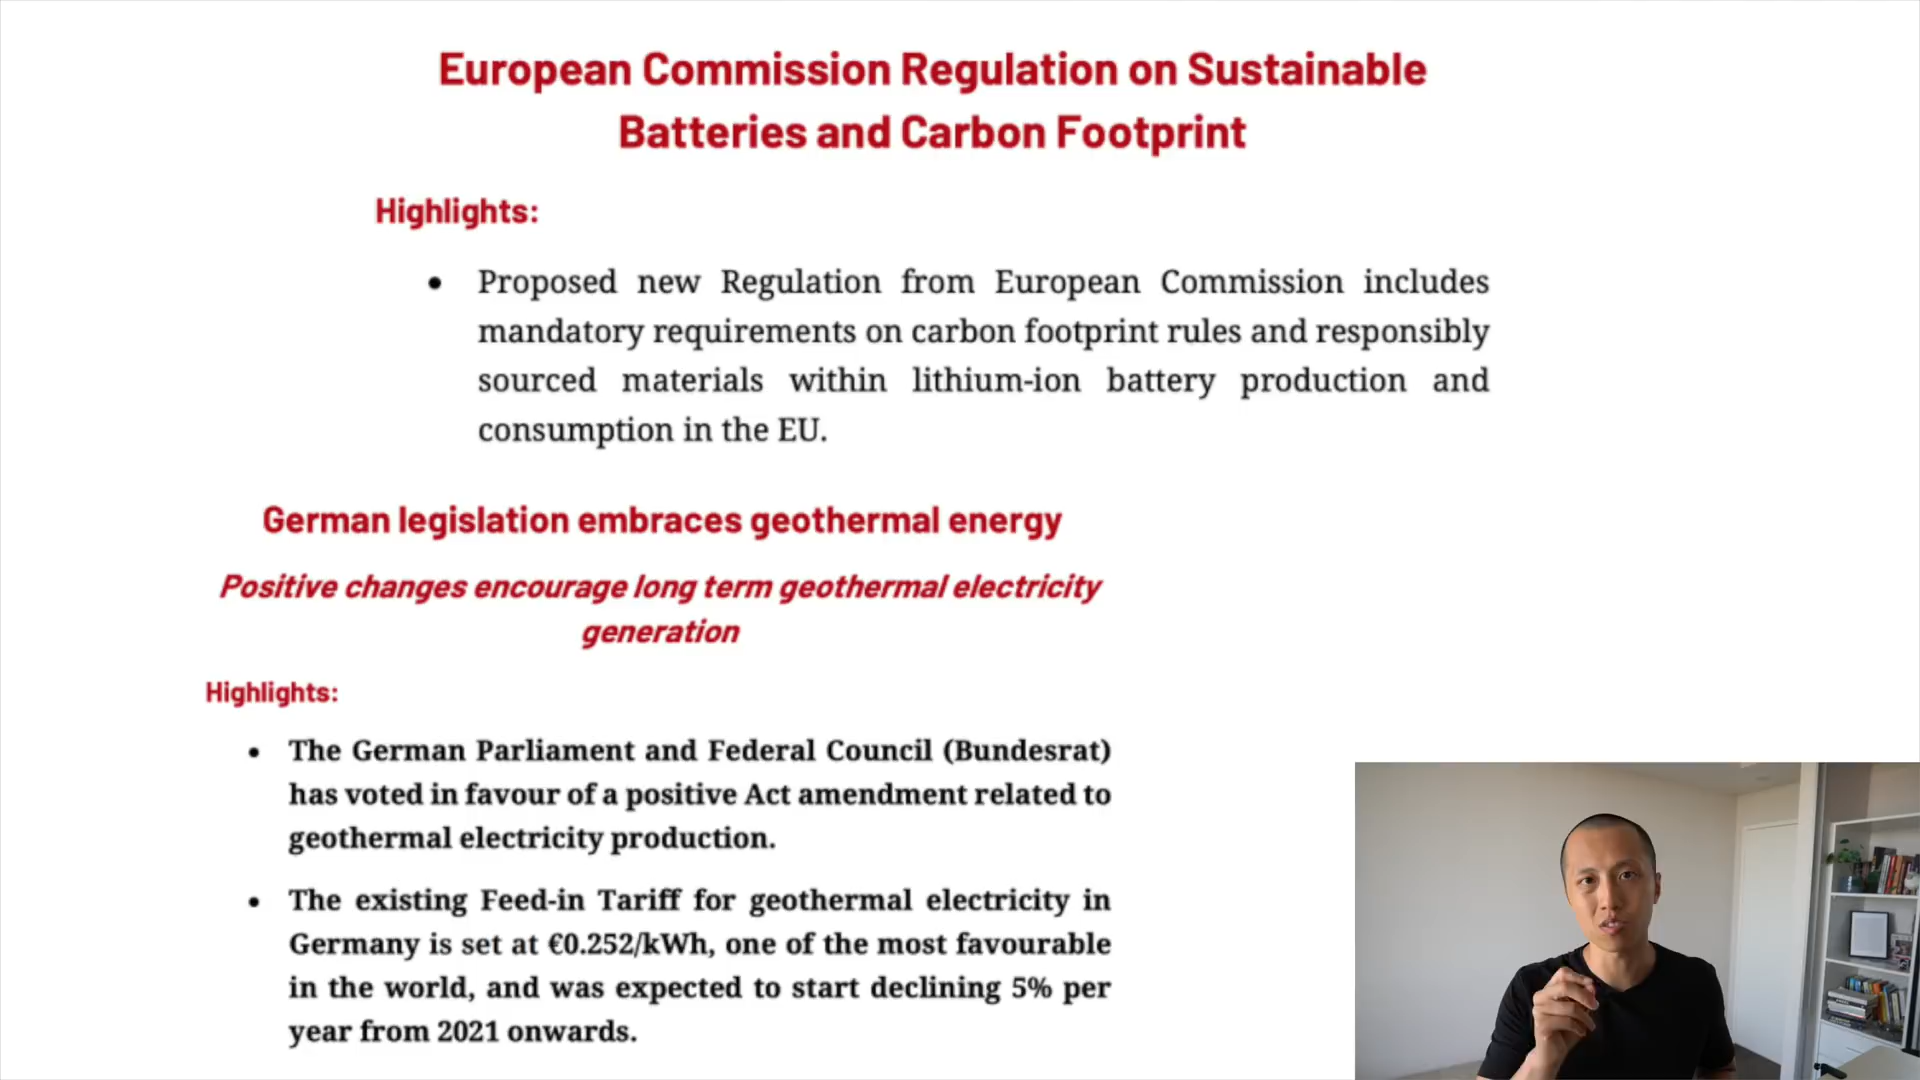 European Commission Regulation on Sustainable
Batteries and Carbon Footprint
Highlights:
• Proposed new Regulation from European Commission includes
mandatory requirements on carbon footprint rules and responsibly
sourced materials within lithium-ion battery production and
consumption in the EU.
German legislation embraces geothermal energy
Positive changes encourage long term geothermal electricity
generation
Highlights:
• The German Parliament and Federal Council (Bundesrat)
has voted in favour of a positive Act amendment related to
geothermal electricity production.
• The existing Feed-in Tariff for geothermal electricity in
Germany is set at €0.252/kWh, one of the most favourable
in the world, and was expected to start declining 5% per
year from 2021 onwards.